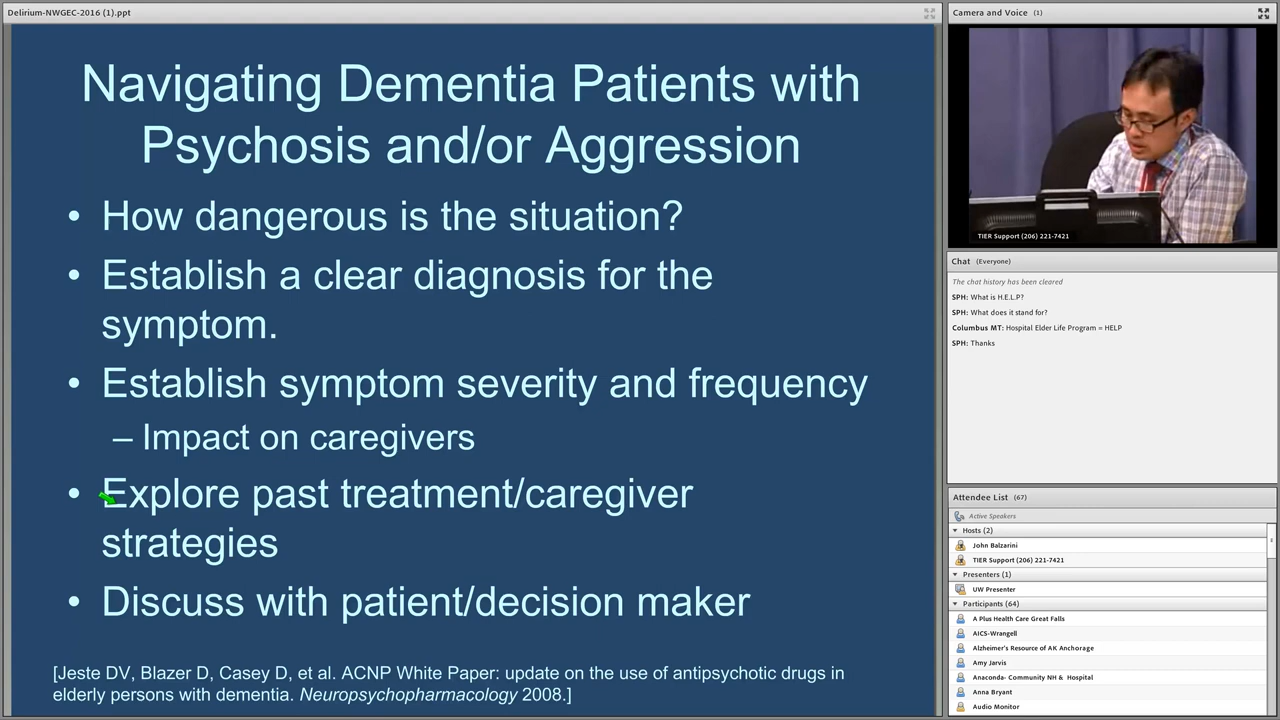 Delirium-NWGEC-2016 (1).ppt
Navigating Dementia Patients with
Psychosis and/or Aggression
• How dangerous is the situation?
• Establish a clear diagnosis for the
symptom.
• Establish symptom severity and frequency
– Impact on caregivers
• Explore past treatment/caregiver
strategies
• Discuss with patient/decision maker
[Jeste DV, Blazer D, Casey D, et al. ACNP White Paper: update on the use of antipsychotic drugs in
elderly persons with dementia. Neuropsychopharmacology 2008.]
Camera and Voice (1)
TIER Support (206) 221-7421
Chat (Everyone)
The chat history has been cleared
SPH: What is H.E.L.P?
SPH: What does it stand for?
Columbus MT: Hospital Elder Life Program = HELP
SPH: Thanks
Attendee List (67)
Active Speakers
Hosts (2)
John Balzarini
TIER Support (206) 221-7421
Presenters (1)
UW Presenter
Participants (64)
A Plus Health Care Great Falls
AICS-Wrangell
Alzheimer's Resource of AK Anchorage
Amy Jarvis
Anaconda- Community NH & Hospital
Anna Bryant
Audio Monitor